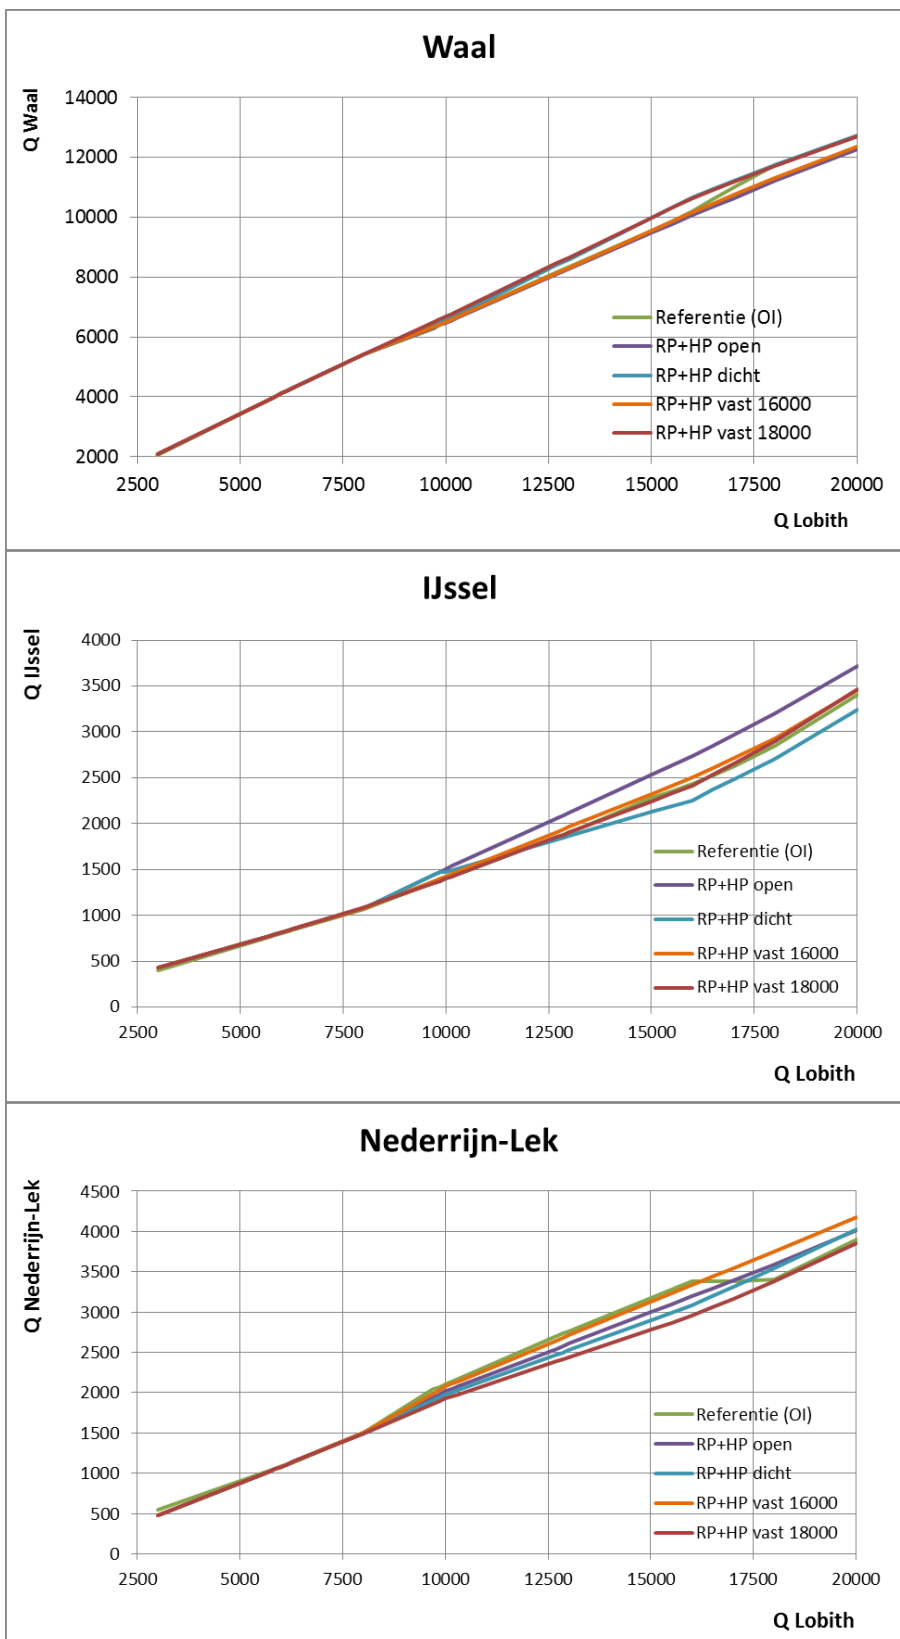 Waal
Q Waal
14000
12000
10000
8000
6000
4000
2000
2500 5000 7500 10000 12500 15000 17500 20000
Q Lobith
Referentie (OI)
RP+HP open
RP+HP dicht
RP+HP vast 16000
RP+HP vast 18000
IJssel
Q IJssel
4000
3500
3000
2500
2000
1500
1000
500
0
2500 5000 7500 10000 12500 15000 17500 20000
Q Lobith
Referentie (OI)
RP+HP open
RP+HP dicht
RP+HP vast 16000
RP+HP vast 18000
Nederrijn-Lek
Q Nederrijn-Lek
4500
4000
3500
3000
2500
2000
1500
1000
500
0
2500 5000 7500 10000 12500 15000 17500 20000
Q Lobith
Referentie (OI)
RP+HP open
RP+HP dicht
RP+HP vast 16000
RP+HP vast 18000